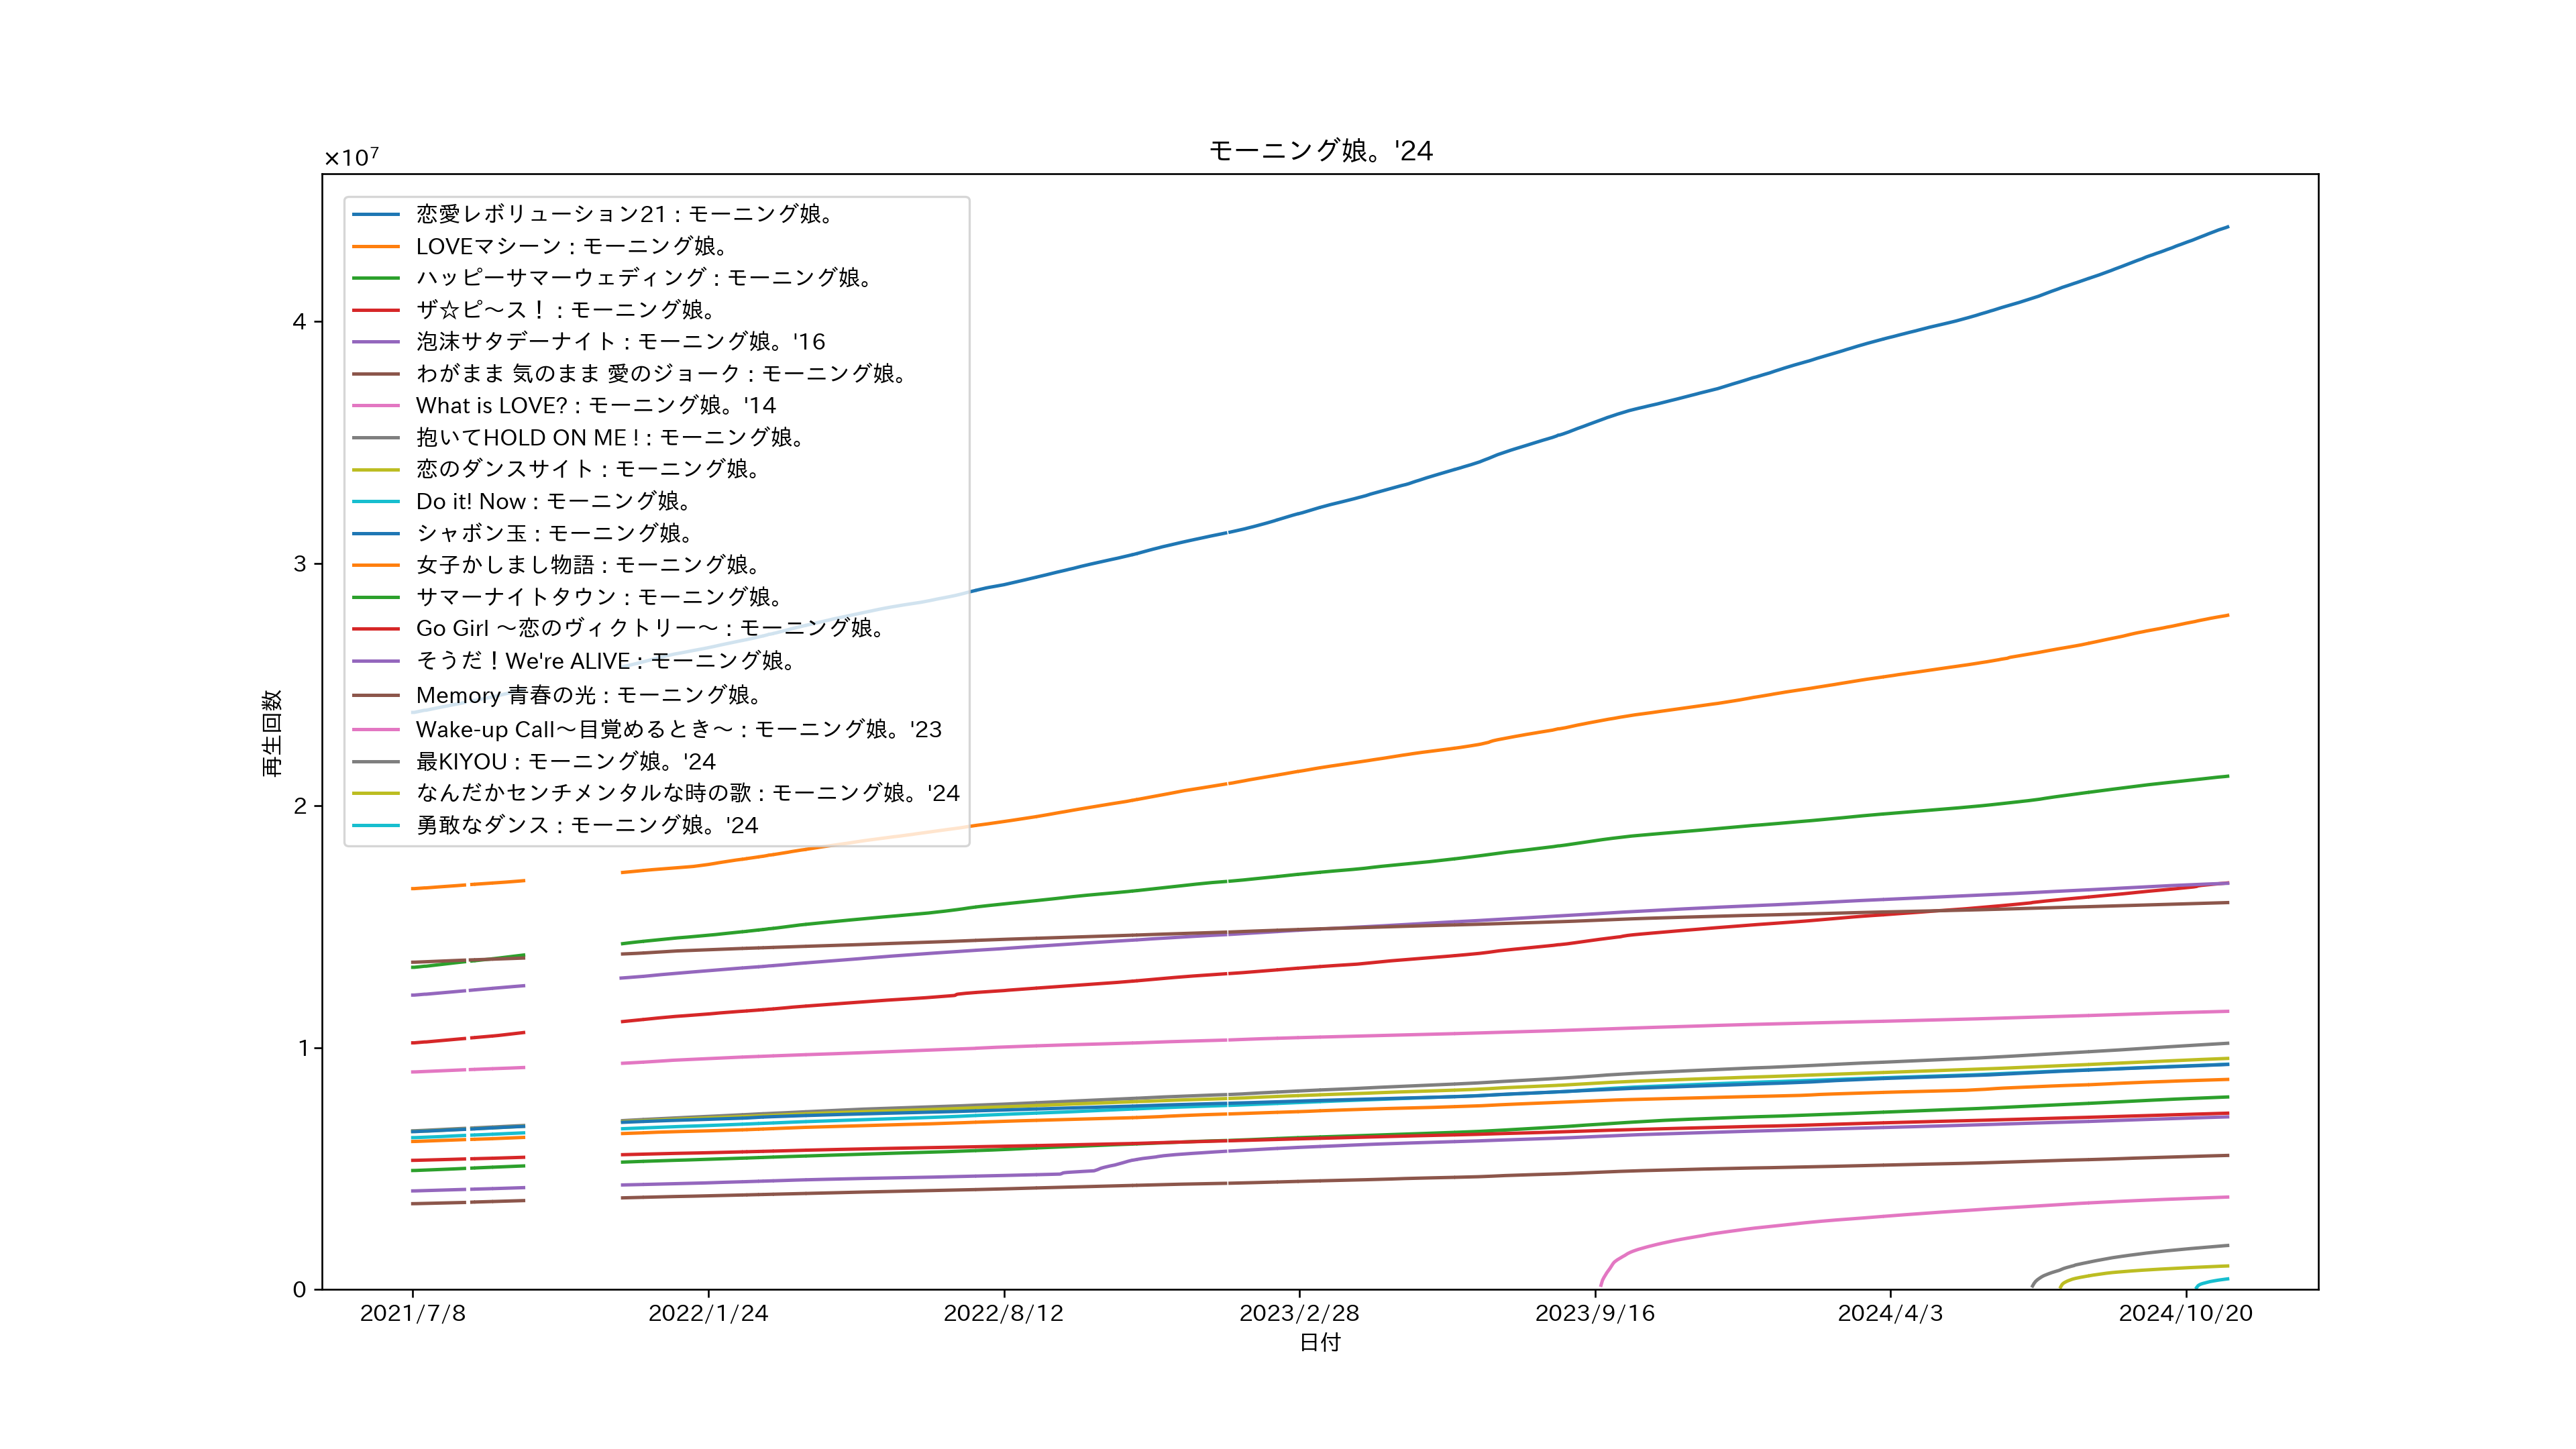 モーニング娘。'24
×10⁷
恋愛レボリューション21 : モーニング娘。
LOVEマシーン : モーニング娘。
ハッピーサマーウェディング : モーニング娘。
ザ☆ピ〜ス！ : モーニング娘。
泡沫サタデーナイト : モーニング娘。'16
わがまま 気のまま 愛のジョーク : モーニング娘。
What is LOVE? : モーニング娘。'14
抱いてHOLD ON ME ! : モーニング娘。
恋のダンスサイト : モーニング娘。
Do it! Now : モーニング娘。
シャボン玉 : モーニング娘。
女子かしまし物語 : モーニング娘。
サマーナイトタウン : モーニング娘。
Go Girl 〜恋のヴィクトリー〜 : モーニング娘。
そうだ！We're ALIVE : モーニング娘。
Memory 青春の光 : モーニング娘。
Wake-up Call〜目覚めるとき〜 : モーニング娘。'23
最KIYOU : モーニング娘。'24
なんだかセンチメンタルな時の歌 : モーニング娘。'24
勇敢なダンス : モーニング娘。'24
再生回数
4
3
2
1
0
2021/7/8 2022/1/24 2022/8/12 2023/2/28 2023/9/16 2024/4/3 2024/10/20
日付